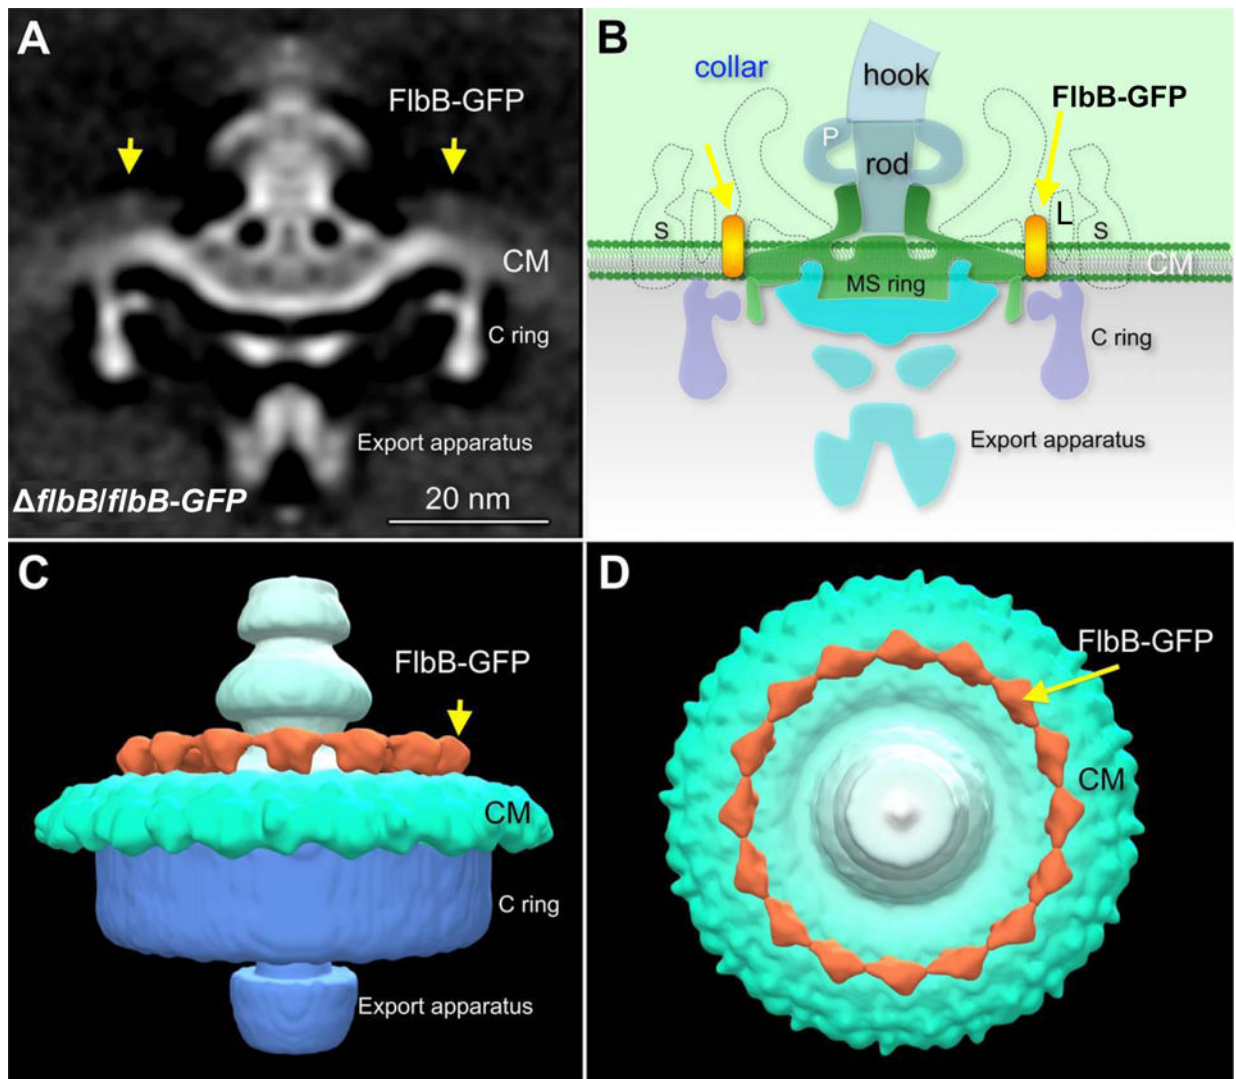 A
FlbB-GFP
CM
C ring
Export apparatus
ΔflbB/flbB-GFP
20 nm
B
collar
hook
FlbB-GFP
P
rod
S
L
S
CM
MS ring
C ring
Export apparatus
C
FlbB-GFP
CM
C ring
Export apparatus
D
FlbB-GFP
CM